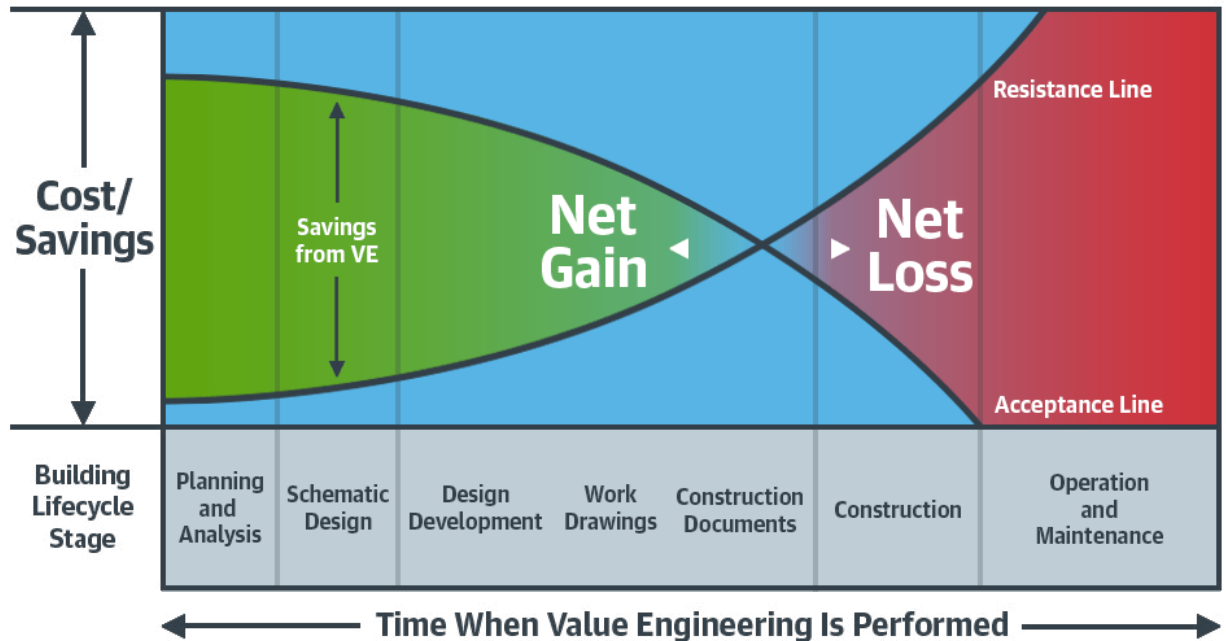 Cost/
Savings
Savings
from VE
Net
Gain
Net
Loss
Resistance Line
Acceptance Line
Building
Lifecycle
Stage
Planning
and
Analysis
Schematic
Design
Design
Development
Work
Drawings
Construction
Documents
Construction
Operation
and
Maintenance
Time When Value Engineering Is Performed